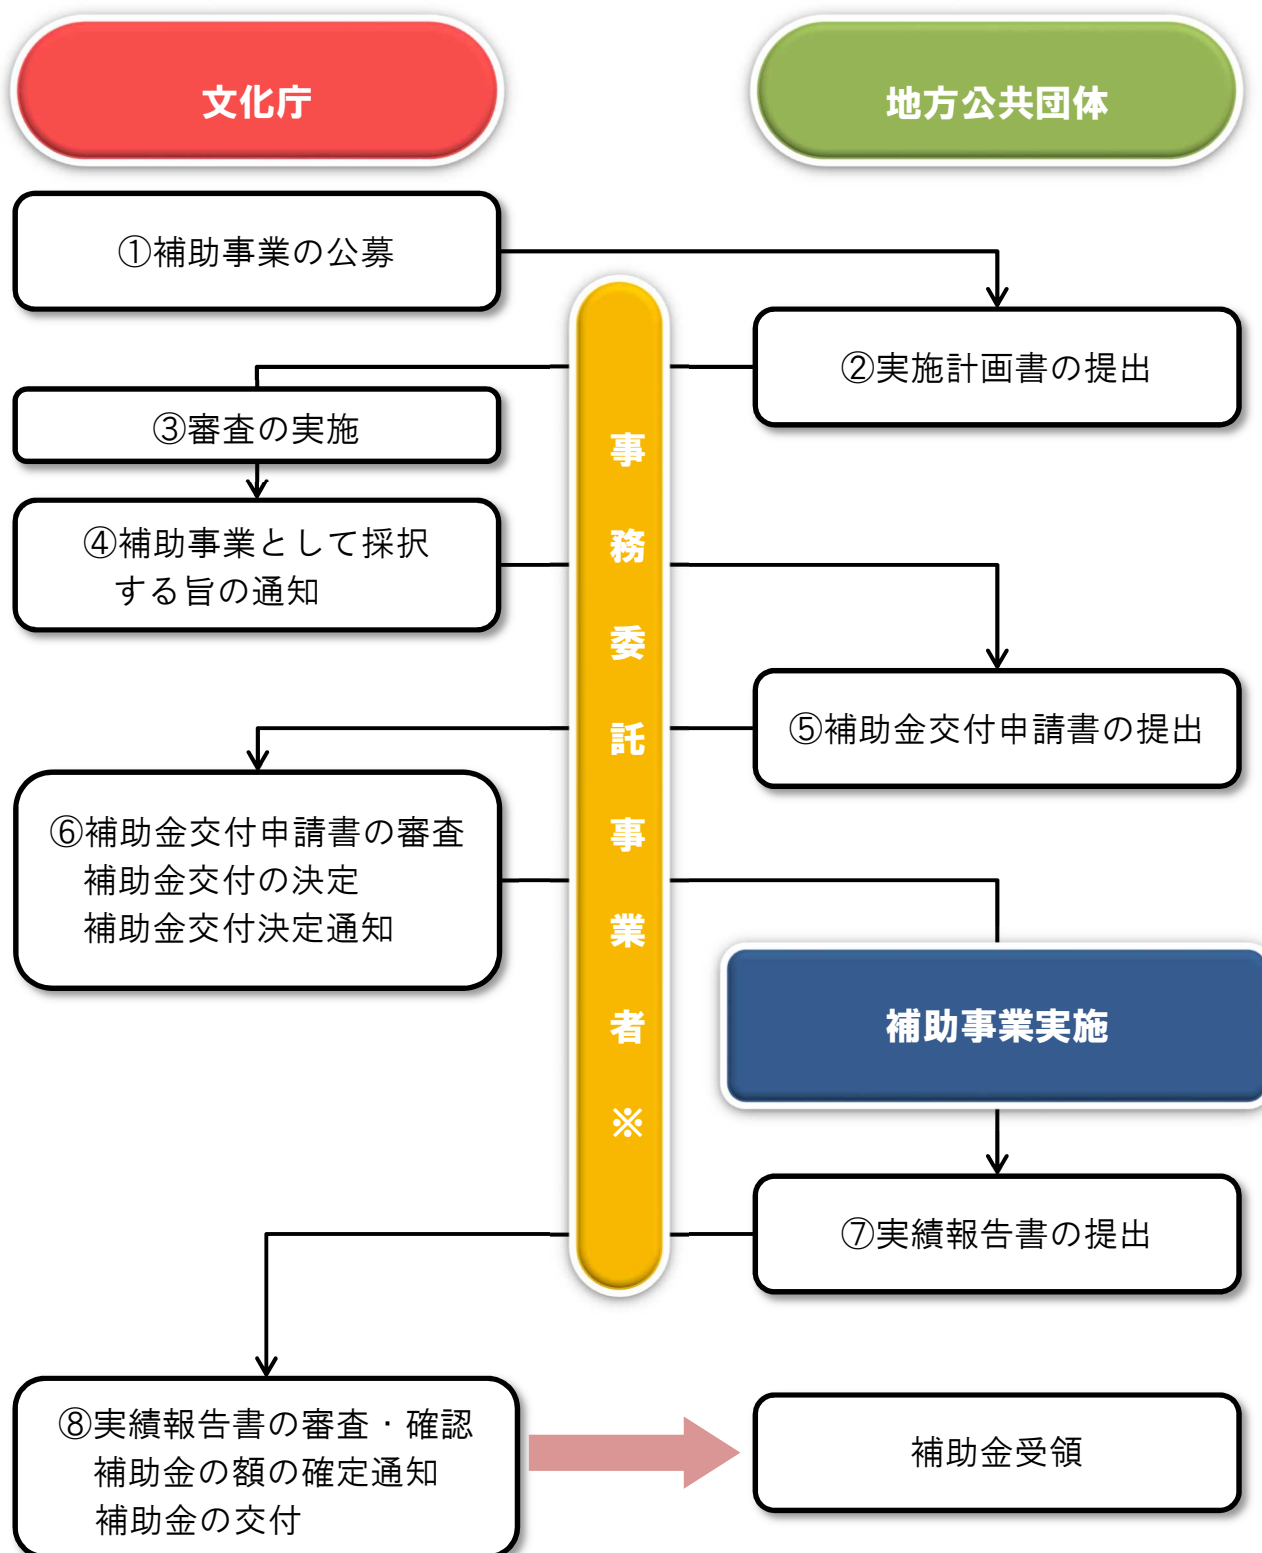 文化庁
地方公共団体
①補助事業の公募
②実施計画書の提出
③審査の実施
④補助事業として採択
する旨の通知
事務委託事業者※
⑤補助金交付申請書の提出
⑥補助金交付申請書の審査
補助金交付の決定
補助金交付決定通知
補助事業実施
⑦実績報告書の提出
⑧実績報告書の審査・確認
補助金の額の確定通知
補助金の交付
補助金受領